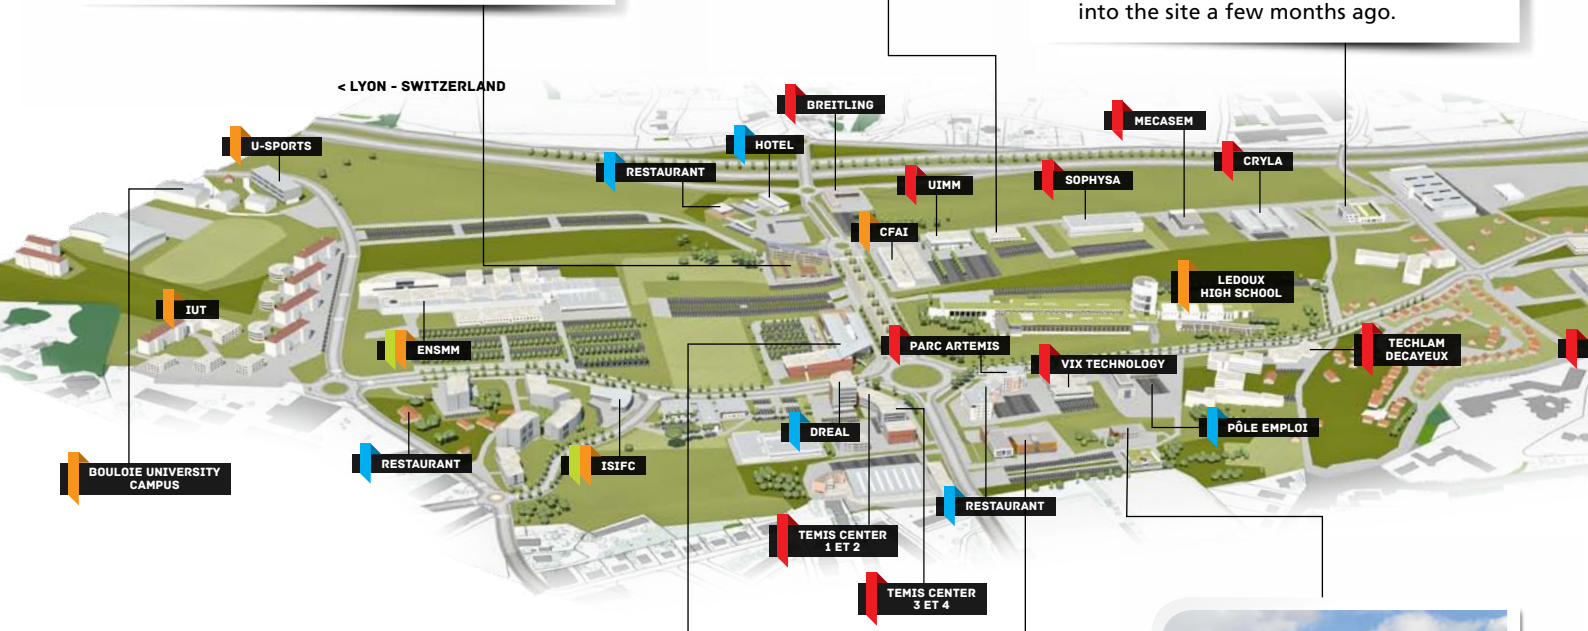 into the site a few months ago.
< LYON - SWITZERLAND
BREITLING
MECASEM
U-SPORTS
HOTEL
CRYLA
RESTAURANT
SOPHYSA
UIMM
CFAI
LEDOUX
HIGH SCHOOL
IUT
ENSMM
PARC ARTEMIS
TECHLAM
DECAYEUX
VIX TECHNOLOGY
DREAL
PÔLE EMPLOI
BOULOIE UNIVERSITY
CAMPUS
RESTAURANT
ISIFC
RESTAURANT
TEMIS CENTER
1 ET 2
TEMIS CENTER
3 ET 4